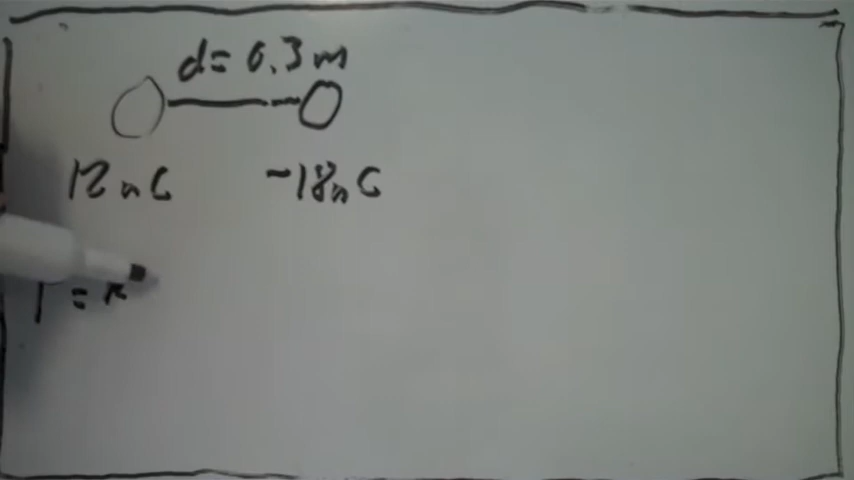 d = 0.3 m
12 nC -18 nC
F = k